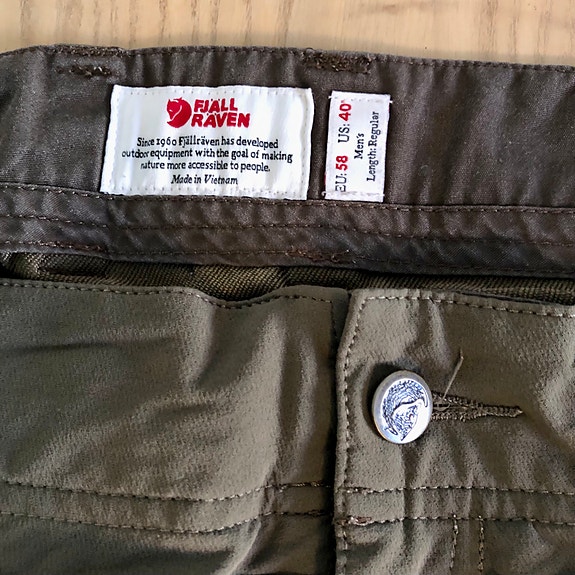 FJÄLL
RÄVEN
Since 1960 Fjällräven has developed
outdoor equipment with the goal of making
nature more accessible to people.
Made in Vietnam
EU: 58 US: 40"
Men's
Length: Regular